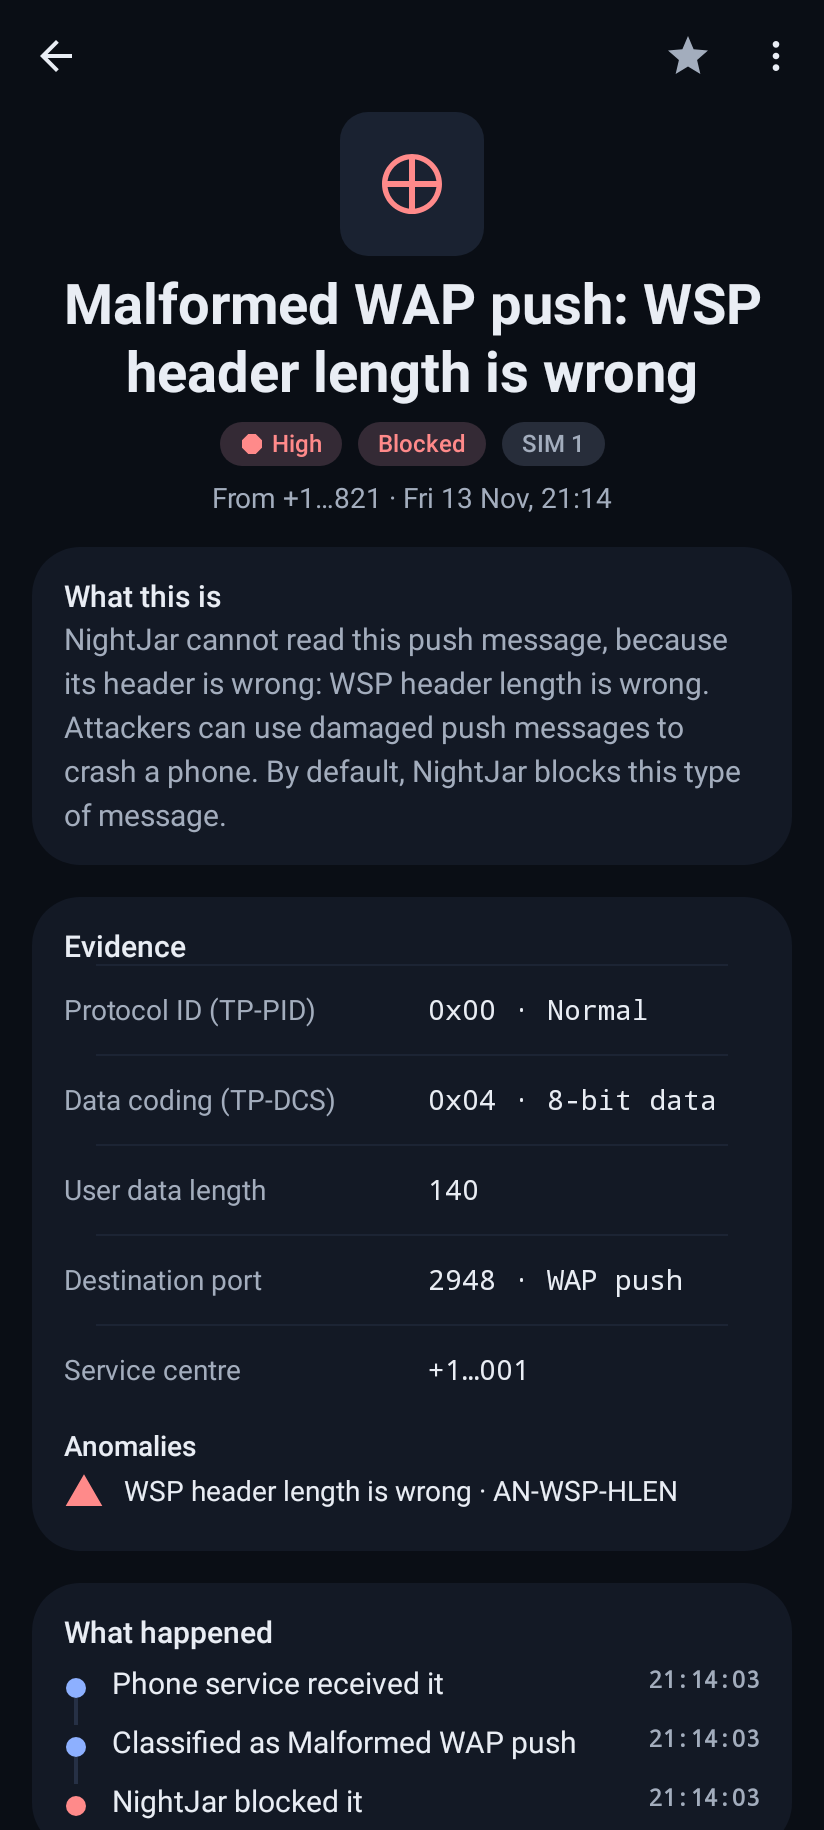 Malformed WAP push: WSP
header length is wrong
High
Blocked
SIM 1
From +1…821 · Fri 13 Nov, 21:14
What this is
NightJar cannot read this push message, because
its header is wrong: WSP header length is wrong.
Attackers can use damaged push messages to
crash a phone. By default, NightJar blocks this type
of message.
Evidence
Protocol ID (TP-PID) 0x00 · Normal
Data coding (TP-DCS) 0x04 · 8-bit data
User data length 140
Destination port 2948 · WAP push
Service centre +1…001
Anomalies
WSP header length is wrong · AN-WSP-HLEN
What happened
Phone service received it 21:14:03
Classified as Malformed WAP push 21:14:03
NightJar blocked it 21:14:03